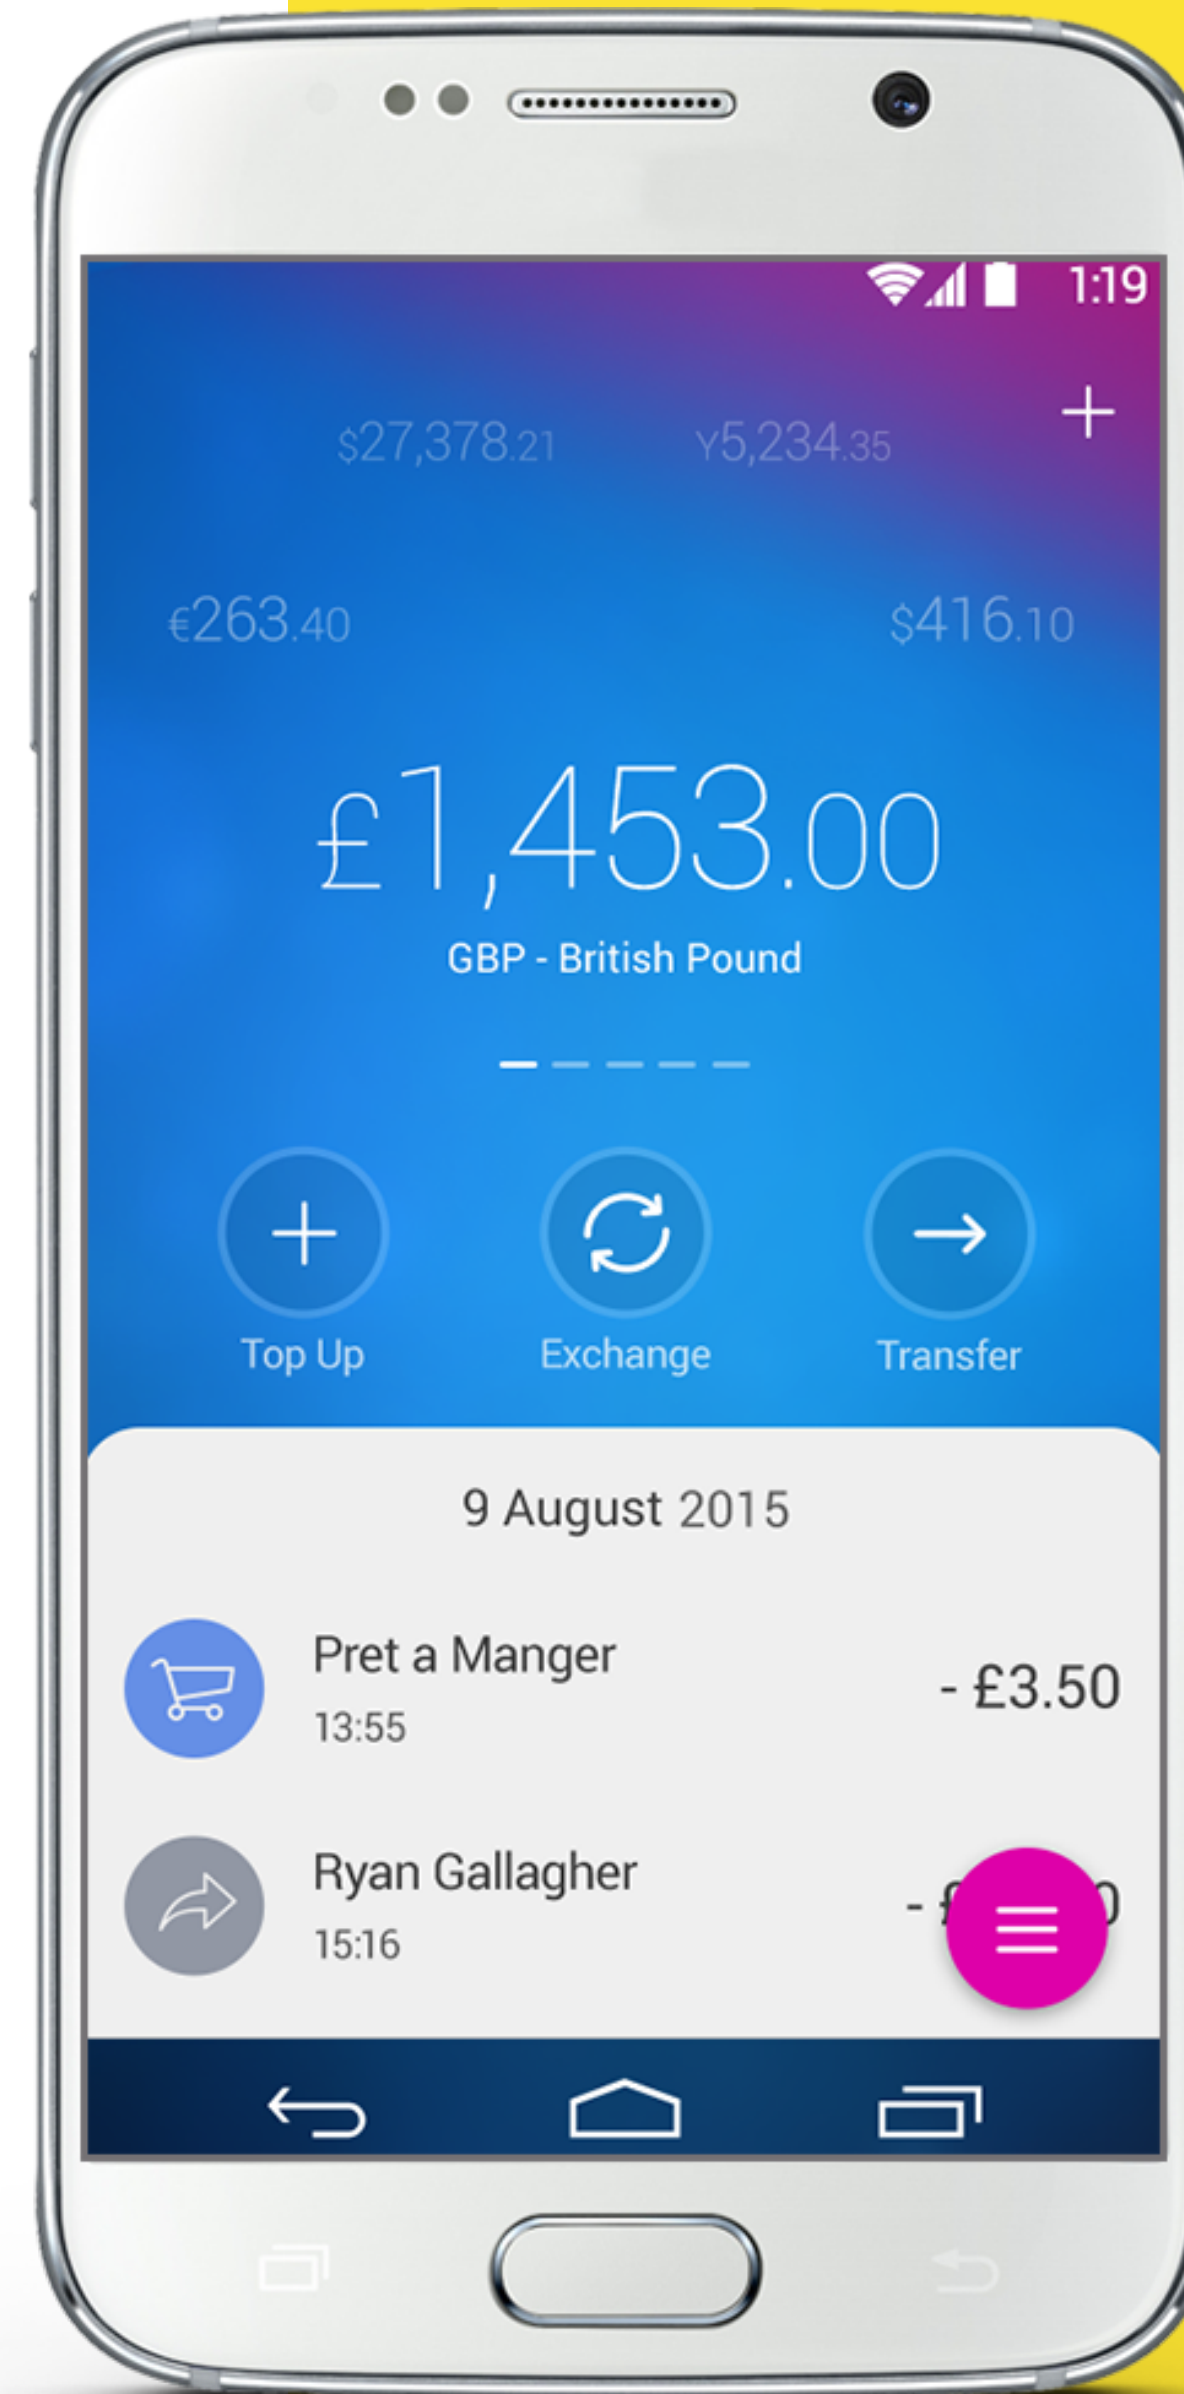 1:19
$27,378.21 Y5,234.35
€263.40 $416.10
£1,453.00
GBP - British Pound
Top Up Exchange Transfer
9 August 2015
Pret a Manger
- £3.50
13:55
Ryan Gallagher
15:16